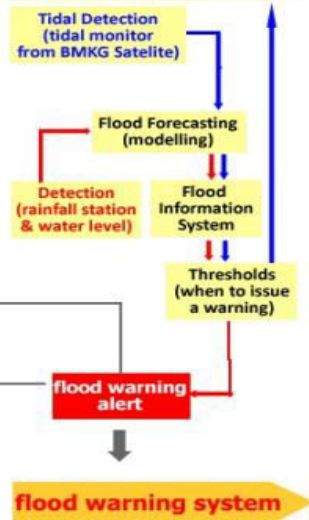 Tidal Detection
(tidal monitor
from BMKG Satelite)
Flood Forecasting
(modelling)
Detection
(rainfall station
& water level)
Flood
Information
System
Thresholds
(when to issue
a warning)
flood warning
alert
flood warning system